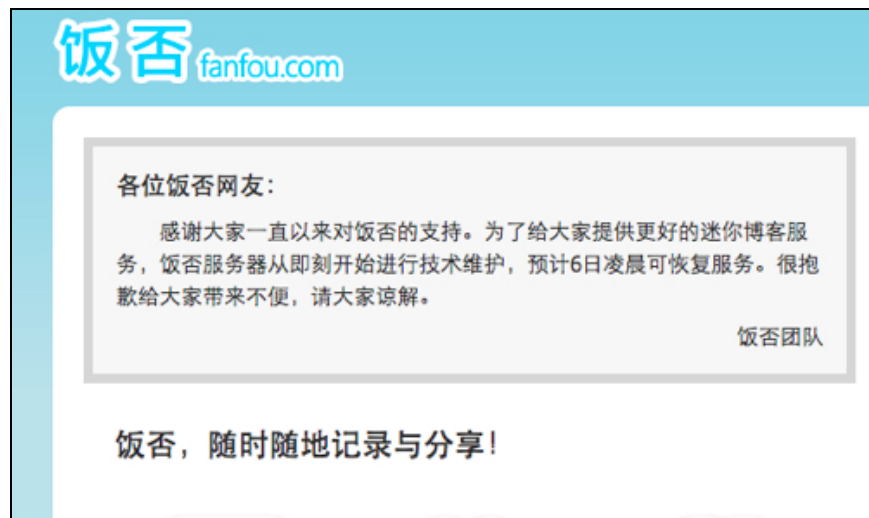 饭否 fanfou.com
各位饭否网友：
感谢大家一直以来对饭否的支持。为了给大家提供更好的迷你博客服
务，饭否服务器从即刻开始进行技术维护，预计6日凌晨可恢复服务。很抱
歉给大家带来不便，请大家谅解。
饭否团队
饭否，随时随地记录与分享！